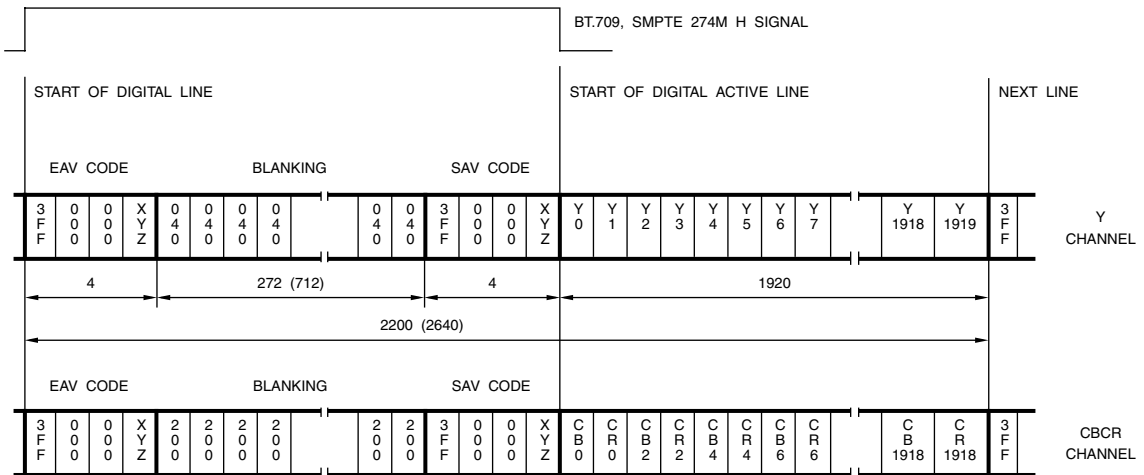 BT.709, SMPTE 274M H SIGNAL
START OF DIGITAL LINE START OF DIGITAL ACTIVE LINE NEXT LINE
EAV CODE BLANKING SAV CODE
3FF 000 000 XYZ 040 040 040 040 040 040 3FF 000 000 XYZ Y0 Y1 Y2 Y3 Y4 Y5 Y6 Y7 Y1918 Y1919 3FF Y CHANNEL
4 272 (712) 4 1920
2200 (2640)
EAV CODE BLANKING SAV CODE
3FF 000 000 XYZ 200 200 200 200 200 200 3FF 000 000 XYZ CB0 CR0 CB2 CR2 CB4 CR4 CB6 CR6 CB1918 CR1918 3FF CBCR CHANNEL